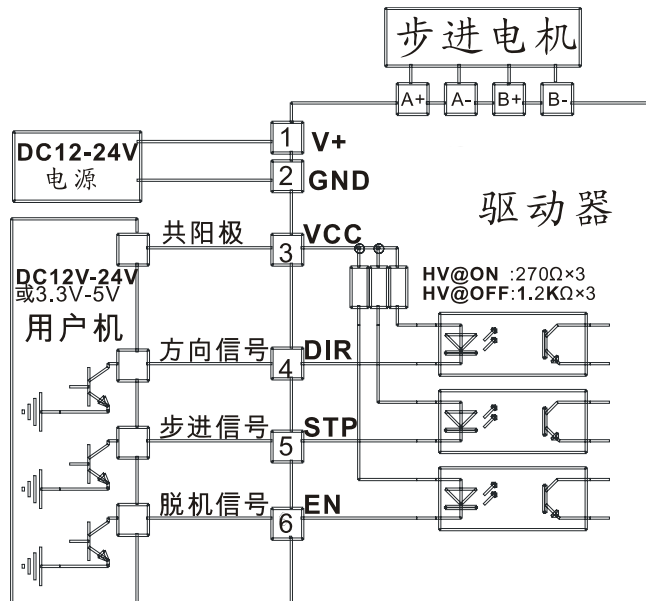 步进电机
A+ A- B+ B-
1 V+
DC12-24V
电源
2 GND
驱动器
共阳极
3 VCC
DC12V-24V
或3.3V-5V
用户机
HV@ON :270Ω×3
HV@OFF:1.2KΩ×3
方向信号
4 DIR
步进信号
5 STP
脱机信号
6 EN